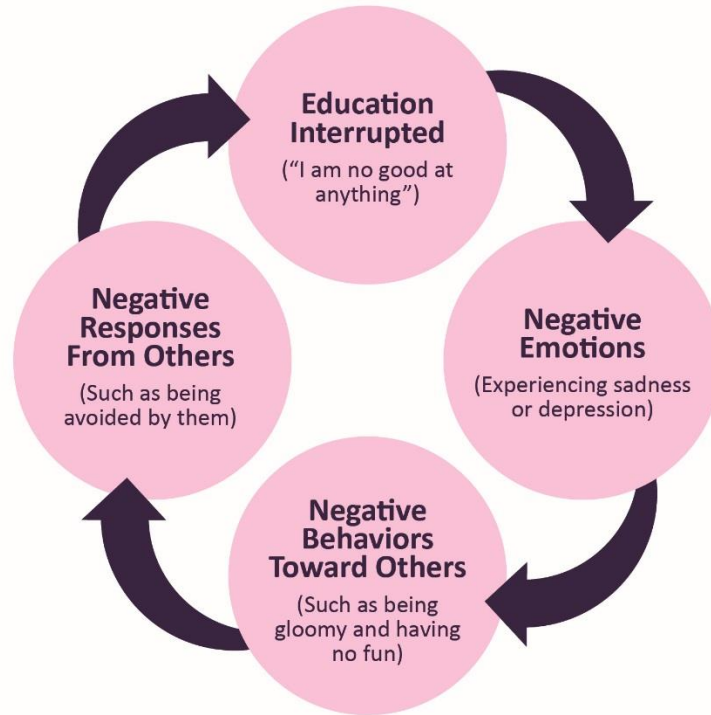 Education
Interrupted
(“I am no good at
anything”)
Negative
Emotions
(Experiencing sadness
or depression)
Negative
Behaviors
Toward Others
(Such as being
gloomy and having
no fun)
Negative
Responses
From Others
(Such as being
avoided by them)